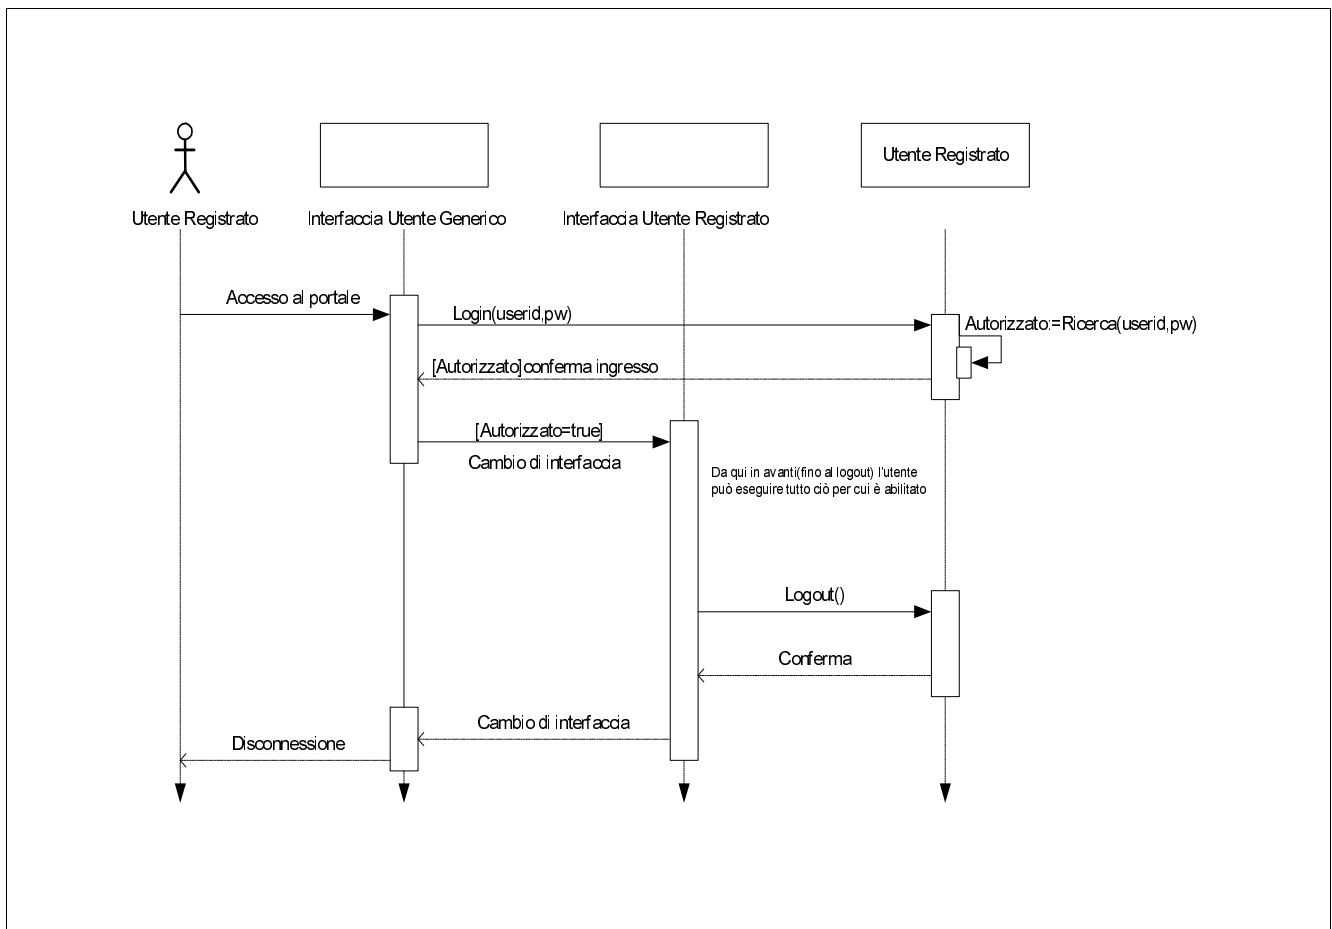 Utente Registrato
Utente Registrato
Interfaccia Utente Generico
Interfaccia Utente Registrato
Accesso al portale
Login(userid,pw)
Autorizzato:=Ricerca(userid,pw)
[Autorizzato]conferma ingresso
[Autorizzato=true]
Cambio di interfaccia
Da qui in avanti(fino al logout) l'utente
può eseguire tutto ciò per cui è abilitato
Logout()
Conferma
Cambio di interfaccia
Disconnessione